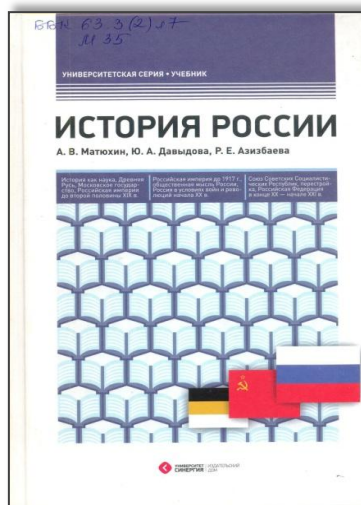 ББК 63.3(2)я7
М 35
УНИВЕРСИТЕТСКАЯ СЕРИЯ • УЧЕБНИК
ИСТОРИЯ РОССИИ
А. В. Матюхин, Ю. А. Давыдова, Р. Е. Азизбаева
История как наука, Древняя
Русь, Московское государ-
ство, Российская империя
до второй половины XIX в.
Российская империя до 1917 г.,
общественная мысль России,
Россия в условиях войн и рево-
люций начала XX в.
Союз Советских Социалисти-
ческих Республик, перестрой-
ка, Российская Федерация
в конце XX — начале XXI в.
УНИВЕРСИТЕТ ИЗДАТЕЛЬСКИЙ
СИНЕРГИЯ ДОМ